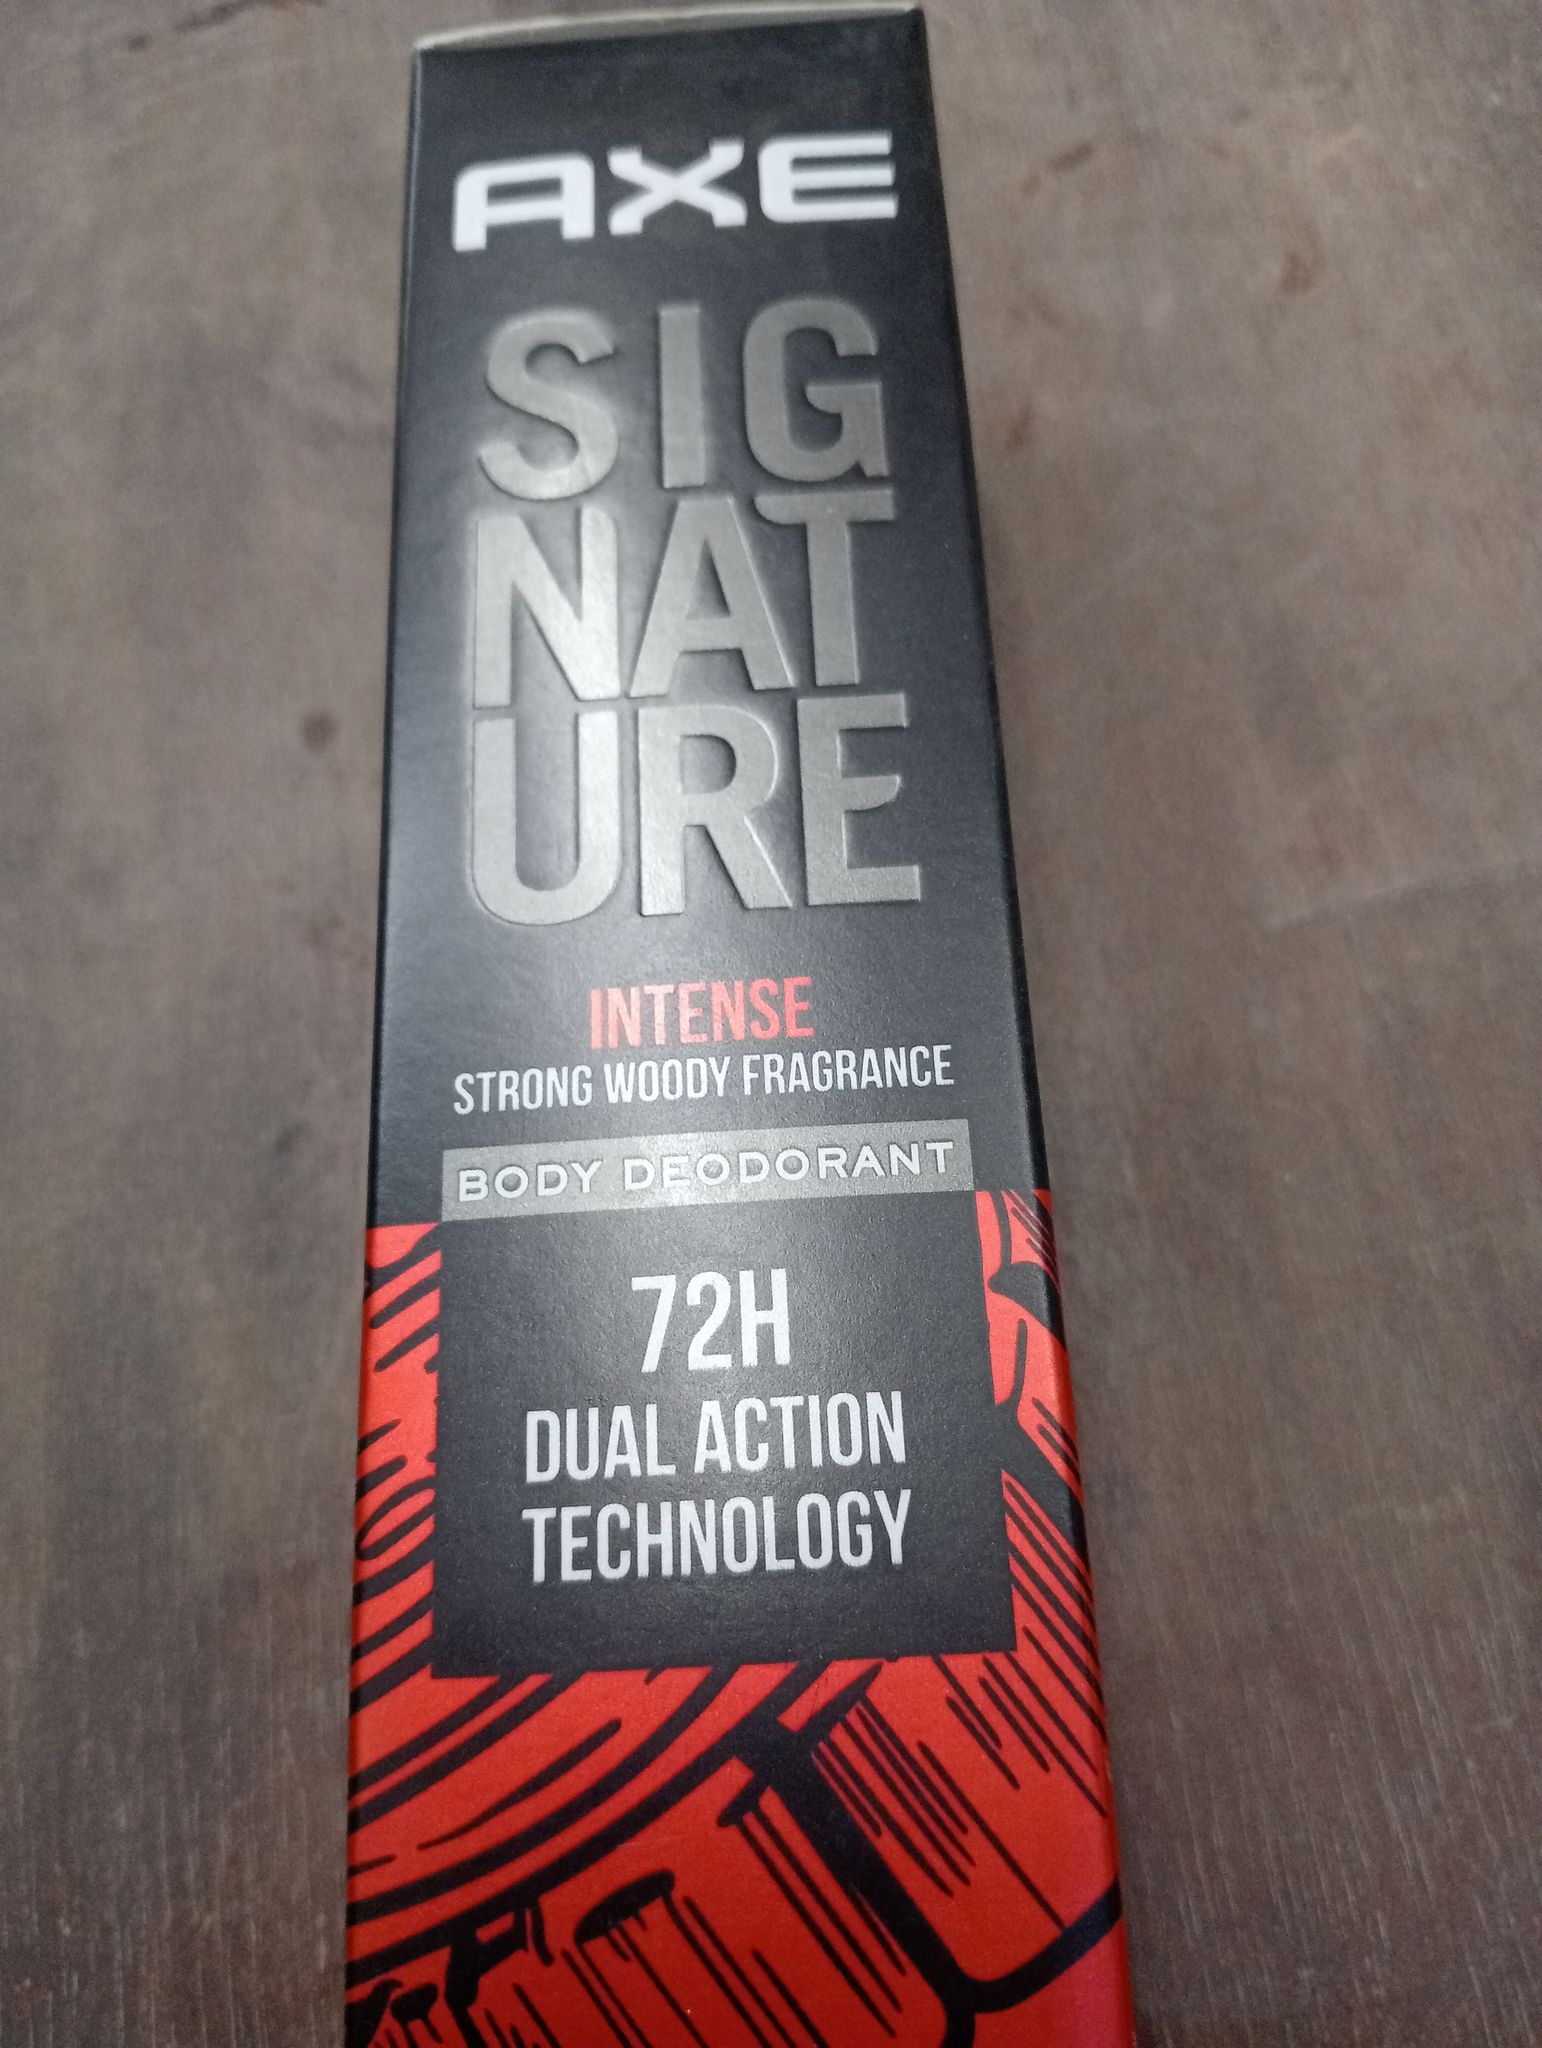 AXE
SIG
NAT
URE
INTENSE
STRONG WOODY FRAGRANCE
BODY DEODORANT
72H
DUAL ACTION
TECHNOLOGY